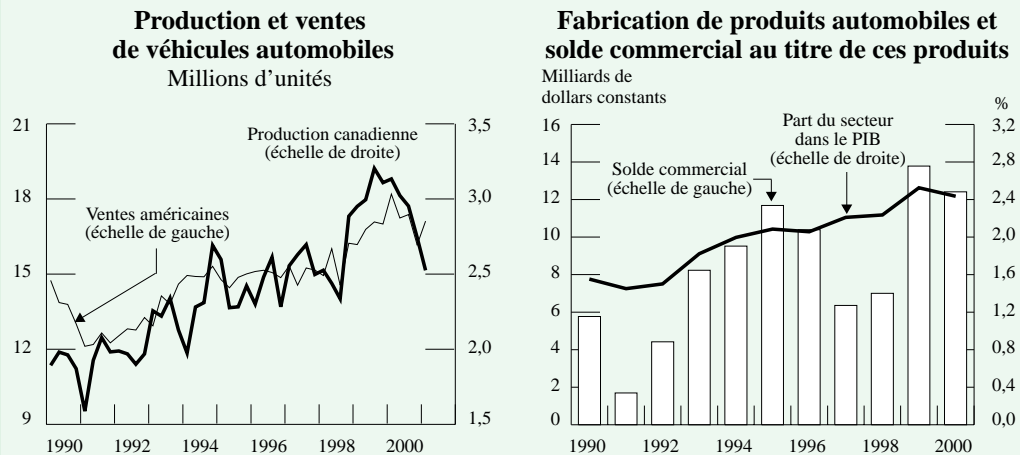 Production et ventes
de véhicules automobiles
Millions d'unités
21
18
15
12
9
3,5
3,0
2,5
2,0
1,5
Production canadienne
(échelle de droite)
Ventes américaines
(échelle de gauche)
1990 1992 1994 1996 1998 2000
Fabrication de produits automobiles et
solde commercial au titre de ces produits
Milliards de
dollars constants
%
16
14
12
10
8
6
4
2
0
3,2
2,8
2,4
2,0
1,6
1,2
0,8
0,4
0,0
Part du secteur
dans le PIB
(échelle de droite)
Solde commercial
(échelle de gauche)
1990 1992 1994 1996 1998 2000